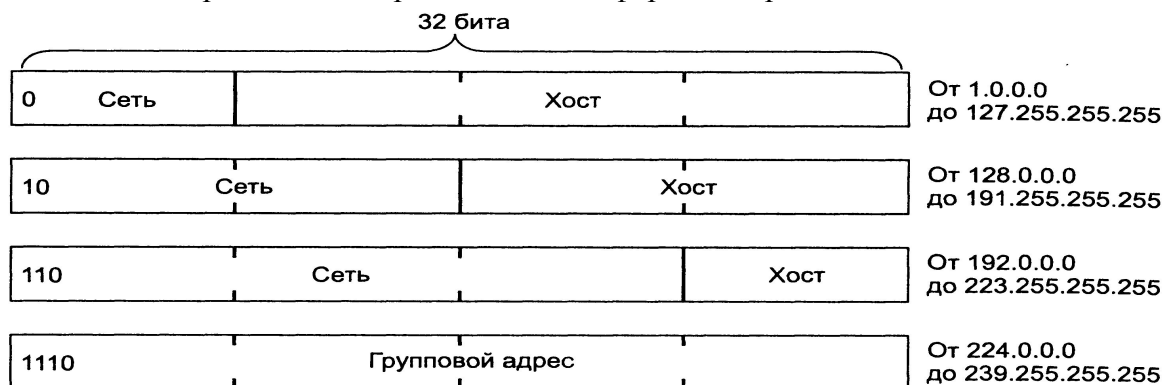 32 бита
0 Сеть Хост От 1.0.0.0
до 127.255.255.255
10 Сеть Хост От 128.0.0.0
до 191.255.255.255
110 Сеть Хост От 192.0.0.0
до 223.255.255.255
1110 Групповой адрес От 224.0.0.0
до 239.255.255.255